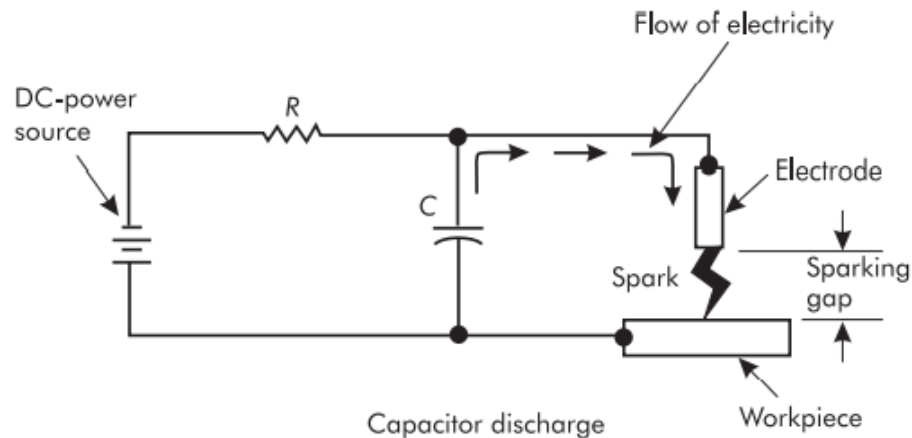 Flow of electricity
DC-power
source
R
Electrode
C
Spark
Sparking
gap
Capacitor discharge
Workpiece